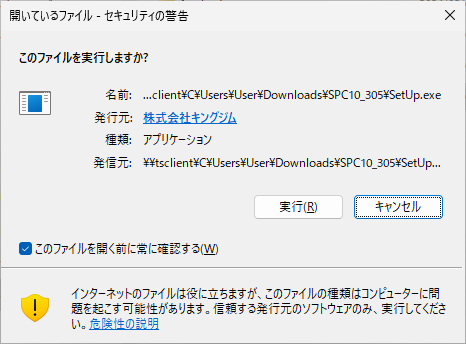 開いているファイル - セキュリティの警告
このファイルを実行しますか?
名前: ...client¥C¥Users¥User¥Downloads¥SPC10_305¥SetUp.exe
発行元: 株式会社キングジム
種類: アプリケーション
発信元: ¥¥tsclient¥C¥Users¥User¥Downloads¥SPC10_305¥SetUp...
実行(R) キャンセル
このファイルを開く前に常に確認する(W)
インターネットのファイルは役に立ちますが、このファイルの種類はコンピューターに問
題を起こす可能性があります。信頼する発行元のソフトウェアのみ、実行してくださ
い。危険性の説明